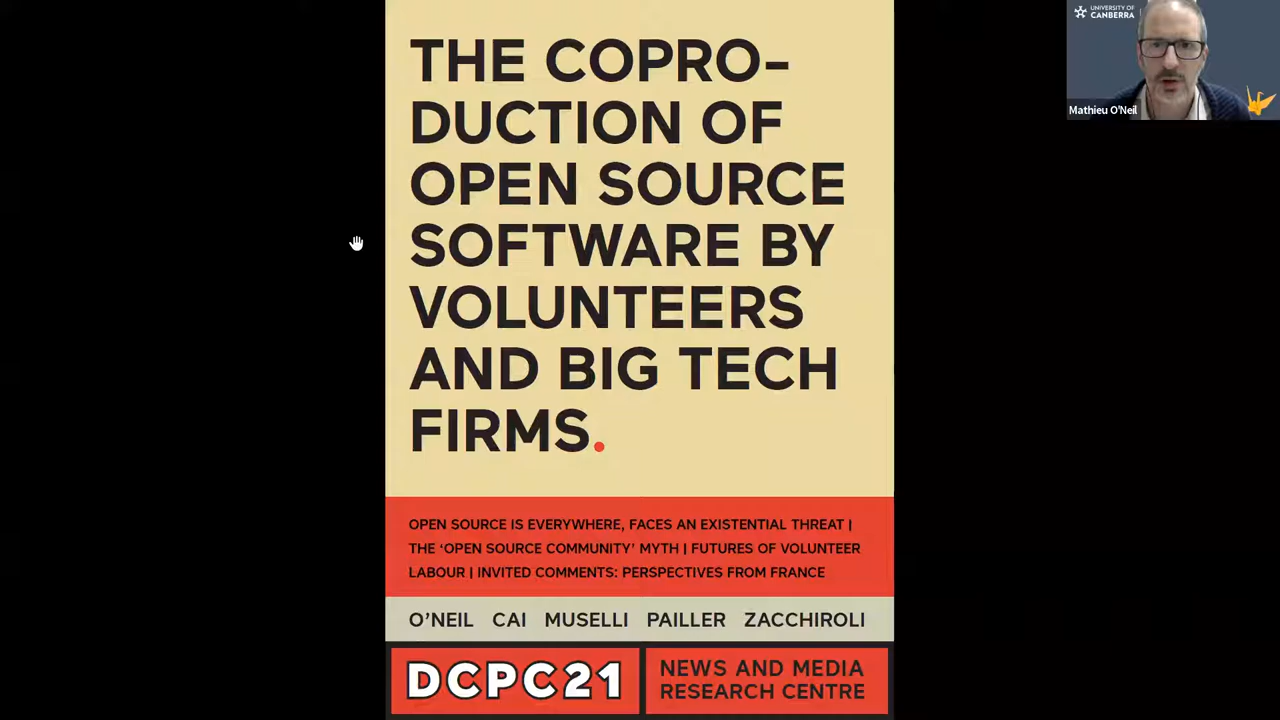 THE COPRO-
DUCTION OF
OPEN SOURCE
SOFTWARE BY
VOLUNTEERS
AND BIG TECH
FIRMS.
OPEN SOURCE IS EVERYWHERE, FACES AN EXISTENTIAL THREAT |
THE ‘OPEN SOURCE COMMUNITY’ MYTH | FUTURES OF VOLUNTEER
LABOUR | INVITED COMMENTS: PERSPECTIVES FROM FRANCE
O’NEIL CAI MUSELLI PAILLER ZACCHIROLI
DCPC21
NEWS AND MEDIA
RESEARCH CENTRE
UNIVERSITY OF
CANBERRA
Mathieu O'Neil